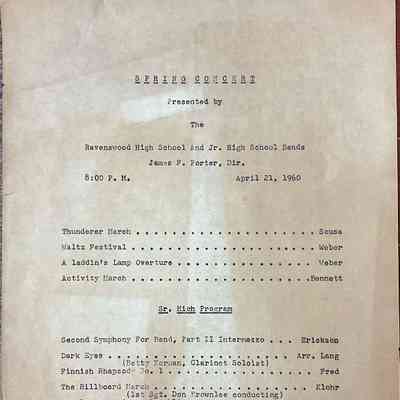 SPRING CONCERT
Presented by
The
Ravenswood High School And Jr. High School Bands
James P. Porter, Dir.
8:00 P. M. April 21, 1960
Thunderer March . . . . . . . . . . . . . . . . . . . . . Sousa
Waltz Festival . . . . . . . . . . . . . . . . . . . . . Weber
A laddin's Lamp Overture . . . . . . . . . . . . . . . . Weber
Activity March . . . . . . . . . . . . . . . . . . . . .Bennett
Sr. High Program
Second Symphony For Band, Part II Intermezzo . . . Erickson
Dark Eyes . . . . . . . . . . . . . . . . . . . . Arr. Lang
(Betty Korman, Clarinet Soloist)
Finnish Rhapsody No. 1 . . . . . . . . . . . . . . . . Fred
The Billboard March . . . . . . . . . . . . . . . . . Klohr
(1st Sgt. Don Brownlee conducting)